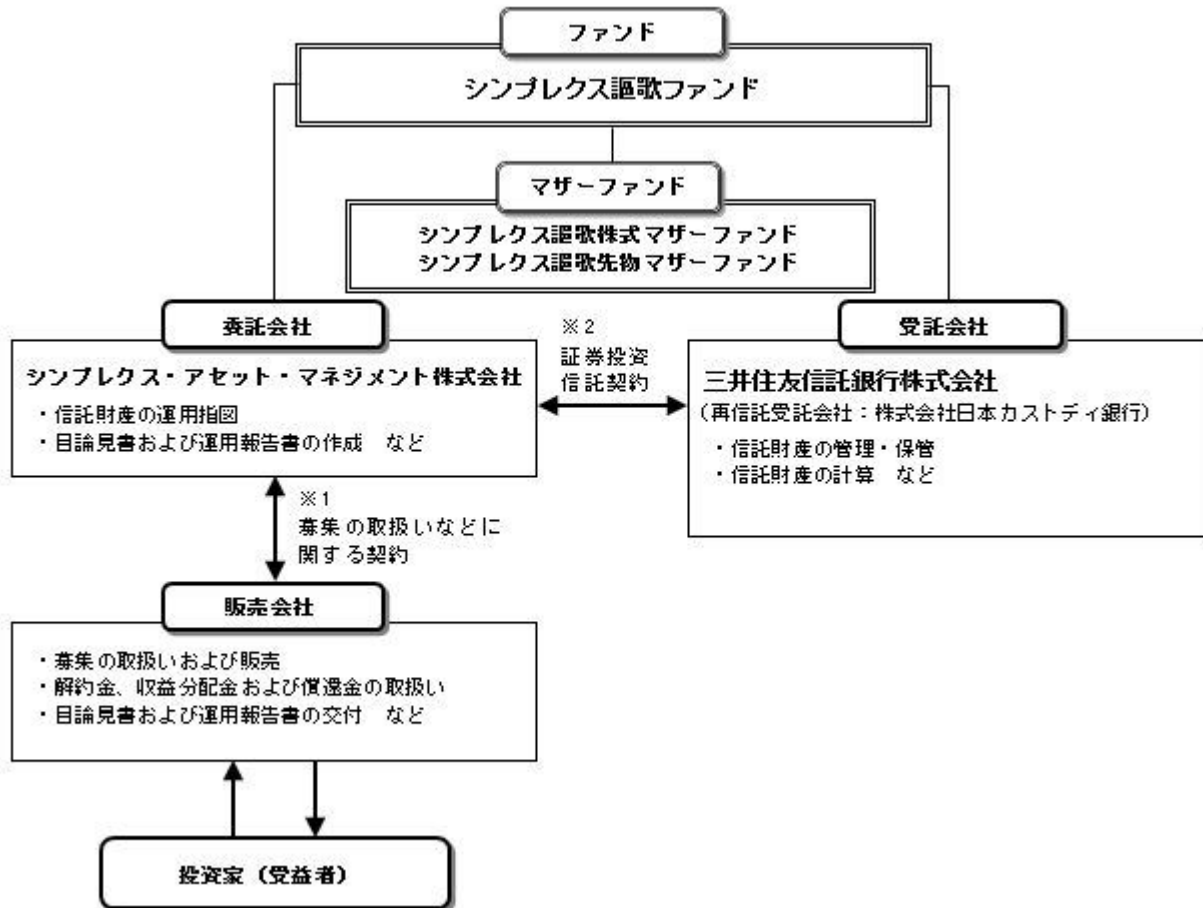 ファンド
シンプレクス謳歌ファンド
マザーファンド
シンプレクス謳歌株式マザーファンド
シンプレクス謳歌先物マザーファンド
委託会社
シンプレクス・アセット・マネジメント株式会社
・信託財産の運用指図
・目論見書および運用報告書の作成　など
※2
証券投資
信託契約
受託会社
三井住友信託銀行株式会社
（再信託受託会社：株式会社日本カストディ銀行）
・信託財産の管理・保管
・信託財産の計算　など
※1
募集の取扱いなどに
関する契約
販売会社
・募集の取扱いおよび販売
・解約金、収益分配金および償還金の取扱い
・目論見書および運用報告書の交付　など
投資家（受益者）